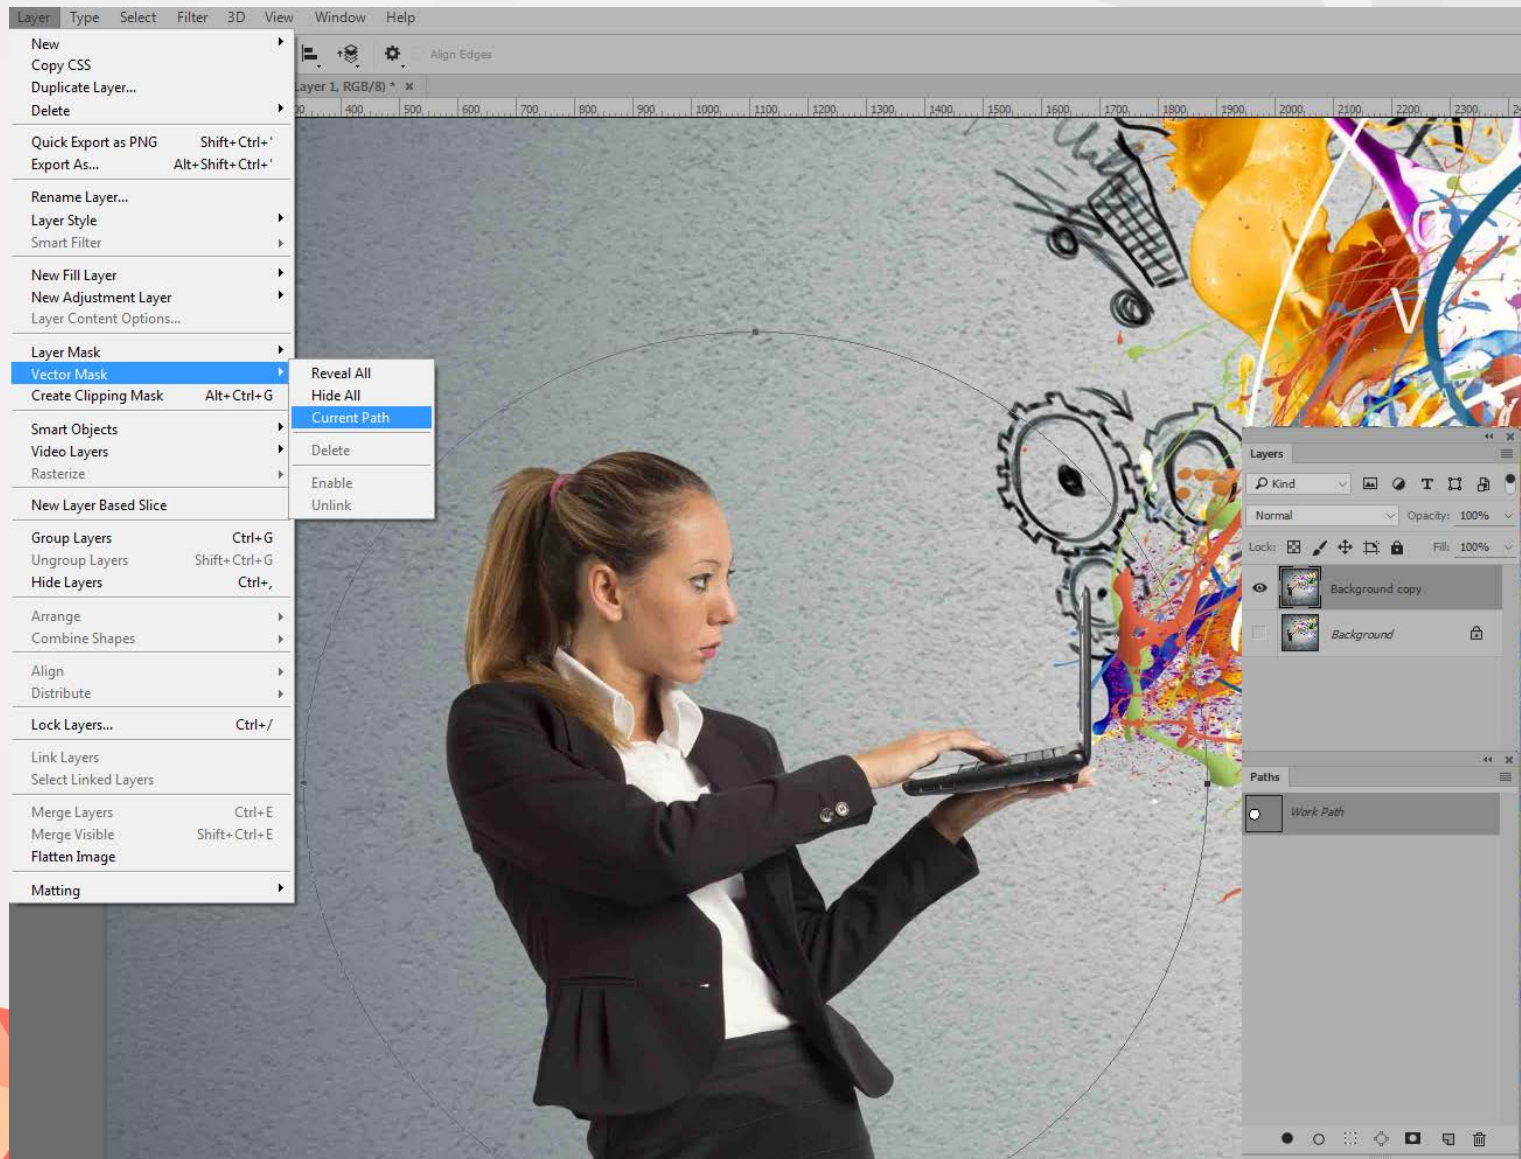 Layer Type Select Filter 3D View Window Help
Align Edges
Layer 1, RGB/8) * ×
400 500 600 700 800 900 1000 1100 1200 1300 1400 1500 1600 1700 1800 1900 2000 2100 2200 2300
New
Copy CSS
Duplicate Layer...
Delete
Quick Export as PNG Shift+Ctrl+'
Export As... Alt+Shift+Ctrl+'
Rename Layer...
Layer Style
Smart Filter
New Fill Layer
New Adjustment Layer
Layer Content Options...
Layer Mask
Vector Mask
Create Clipping Mask Alt+Ctrl+G
Smart Objects
Video Layers
Rasterize
New Layer Based Slice
Group Layers Ctrl+G
Ungroup Layers Shift+Ctrl+G
Hide Layers Ctrl+,
Arrange
Combine Shapes
Align
Distribute
Lock Layers... Ctrl+/
Link Layers
Select Linked Layers
Merge Layers Ctrl+E
Merge Visible Shift+Ctrl+E
Flatten Image
Matting
Reveal All
Hide All
Current Path
Delete
Enable
Unlink
V
Layers
Kind
Normal Opacity: 100%
Lock: Fill: 100%
Background copy
Background
Paths
Work Path